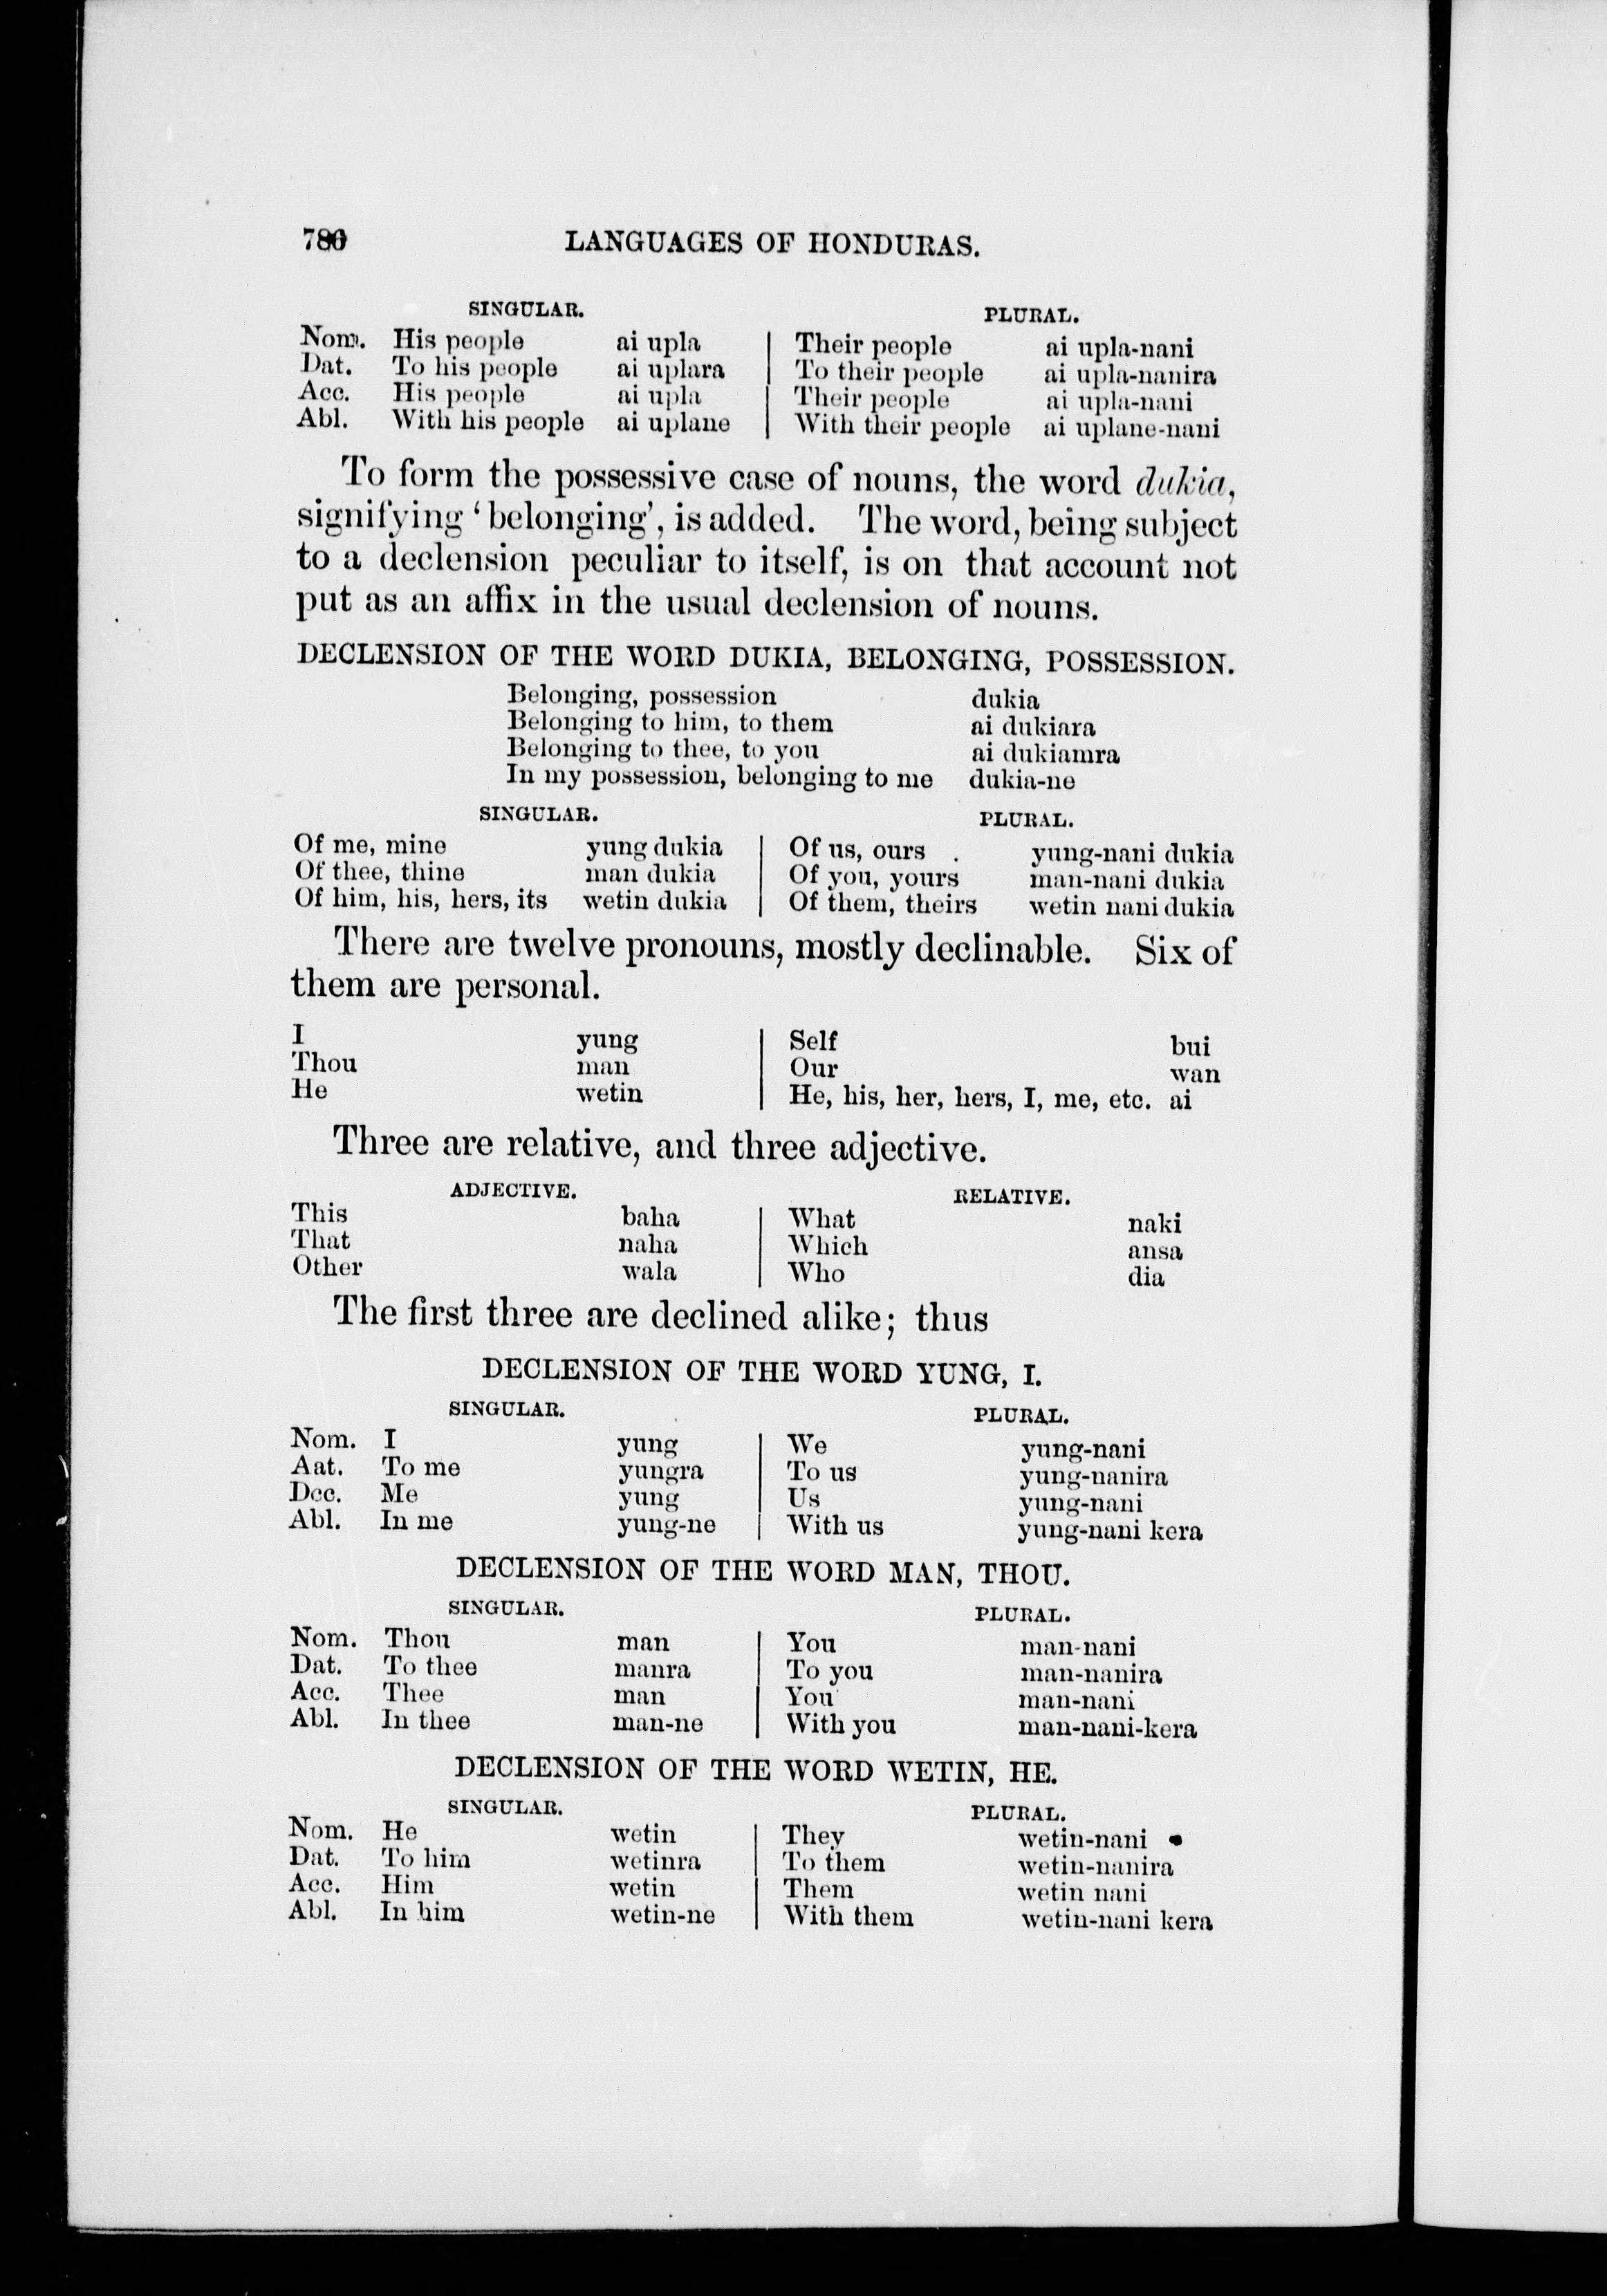 786 LANGUAGES OF HONDURAS.
SINGULAR. PLURAL.
Nom. His people ai upla | Their people ai upla-nani
Dat. To his people ai uplara | To their people ai upla-nanira
Acc. His people ai upla | Their people ai upla-nani
Abl. With his people ai uplane | With their people ai uplane-nani
To form the possessive case of nouns, the word dukia,
signifying ‘belonging’, is added. The word, being subject
to a declension peculiar to itself, is on that account not
put as an affix in the usual declension of nouns.
DECLENSION OF THE WORD DUKIA, BELONGING, POSSESSION.
Belonging, possession dukia
Belonging to him, to them ai dukiara
Belonging to thee, to you ai dukiamra
In my possession, belonging to me dukia-ne
SINGULAR. PLURAL.
Of me, mine yung dukia | Of us, ours . yung-nani dukia
Of thee, thine man dukia | Of you, yours man-nani dukia
Of him, his, hers, its wetin dukia | Of them, theirs wetin nani dukia
There are twelve pronouns, mostly declinable. Six of
them are personal.
I yung | Self bui
Thou man | Our wan
He wetin | He, his, her, hers, I, me, etc. ai
Three are relative, and three adjective.
ADJECTIVE. RELATIVE.
This baha | What naki
That naha | Which ansa
Other wala | Who dia
The first three are declined alike; thus
DECLENSION OF THE WORD YUNG, I.
SINGULAR. PLURAL.
Nom. I yung | We yung-nani
Aat. To me yungra | To us yung-nanira
Dcc. Me yung | Us yung-nani
Abl. In me yung-ne | With us yung-nani kera
DECLENSION OF THE WORD MAN, THOU.
SINGULAR. PLURAL.
Nom. Thou man | You man-nani
Dat. To thee manra | To you man-nanira
Acc. Thee man | You man-nani
Abl. In thee man-ne | With you man-nani-kera
DECLENSION OF THE WORD WETIN, HE.
SINGULAR. PLURAL.
Nom. He wetin | They wetin-nani
Dat. To him wetinra | To them wetin-nanira
Acc. Him wetin | Them wetin nani
Abl. In him wetin-ne | With them wetin-nani kera